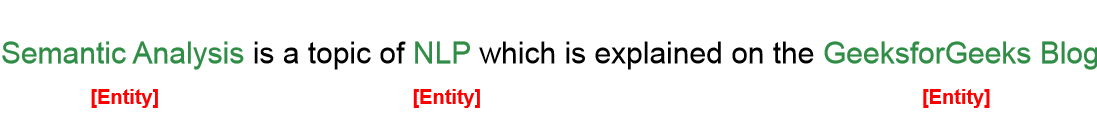 Semantic Analysis is a topic of NLP which is explained on the GeeksforGeeks Blog
[Entity] [Entity] [Entity]